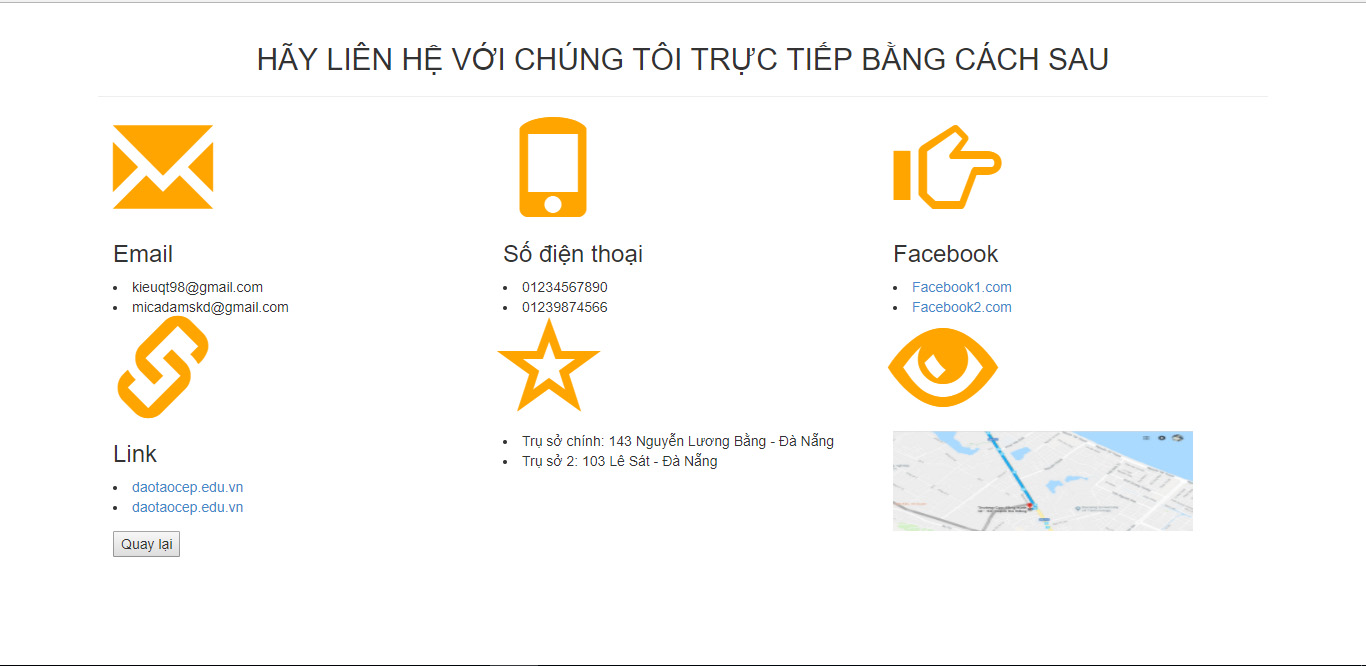 HÃY LIÊN HỆ VỚI CHÚNG TÔI TRỰC TIẾP BẰNG CÁCH SAU
Email
kieuqt98@gmail.com
micadamskd@gmail.com
Số điện thoại
01234567890
01239874566
Facebook
Facebook1.com
Facebook2.com
Link
daotaocep.edu.vn
daotaocep.edu.vn
Trụ sở chính: 143 Nguyễn Lương Bằng - Đà Nẵng
Trụ sở 2: 103 Lê Sát - Đà Nẵng
Quay lại